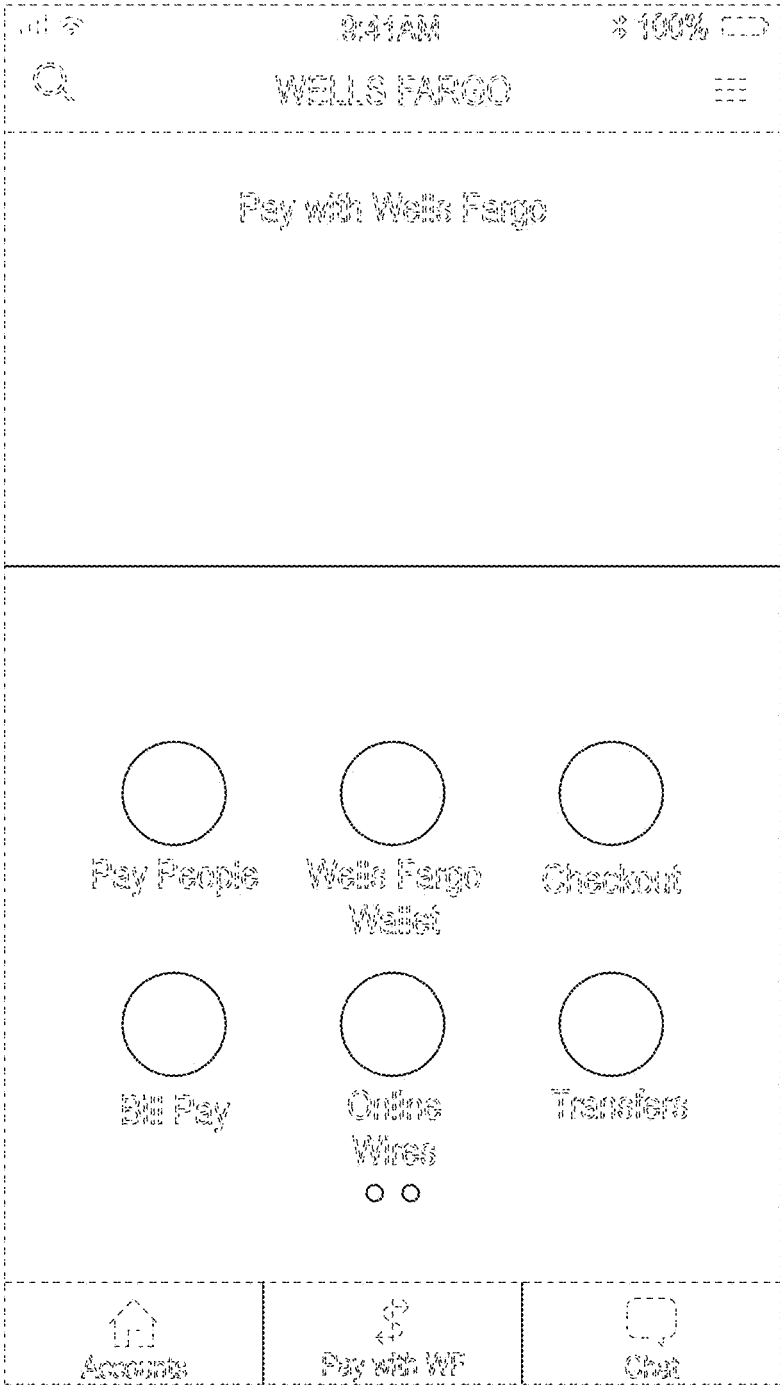 9:41AM 100%
WELLS FARGO
Pay with Wells Fargo
Pay People Wells Fargo Checkout
Wallet
Bill Pay Online Transfers
Wires
Accounts Pay with WF Chat